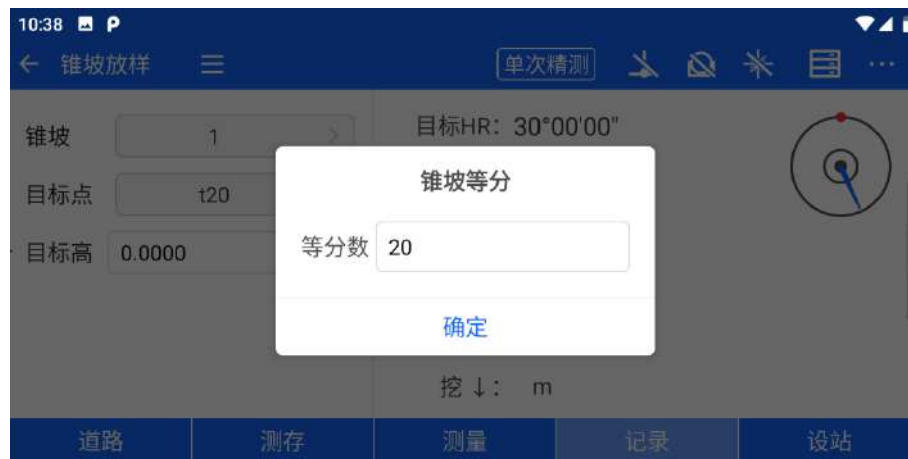 10:38
锥坡放样
单次精测
锥坡
1
目标HR：30°00'00"
目标点
t20
目标高
0.0000
锥坡等分
等分数
20
确定
挖↓： m
道路
测存
测量
记录
设站